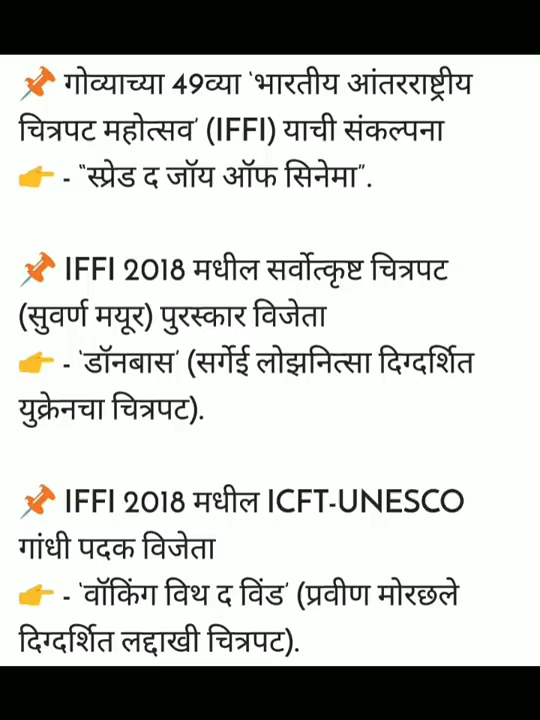 📌 गोव्याच्या 49व्या 'भारतीय आंतरराष्ट्रीय
चित्रपट महोत्सव' (IFFI) याची संकल्पना
👉 - "स्प्रेड द जॉय ऑफ सिनेमा".
📌 IFFI 2018 मधील सर्वोत्कृष्ट चित्रपट
(सुवर्ण मयूर) पुरस्कार विजेता
👉 - 'डॉनबास' (सर्गेई लोझनित्सा दिग्दर्शित
युक्रेनचा चित्रपट).
📌 IFFI 2018 मधील ICFT-UNESCO
गांधी पदक विजेता
👉 - 'वॉकिंग विथ द विंड' (प्रवीण मोरछले
दिग्दर्शित लद्दाखी चित्रपट).